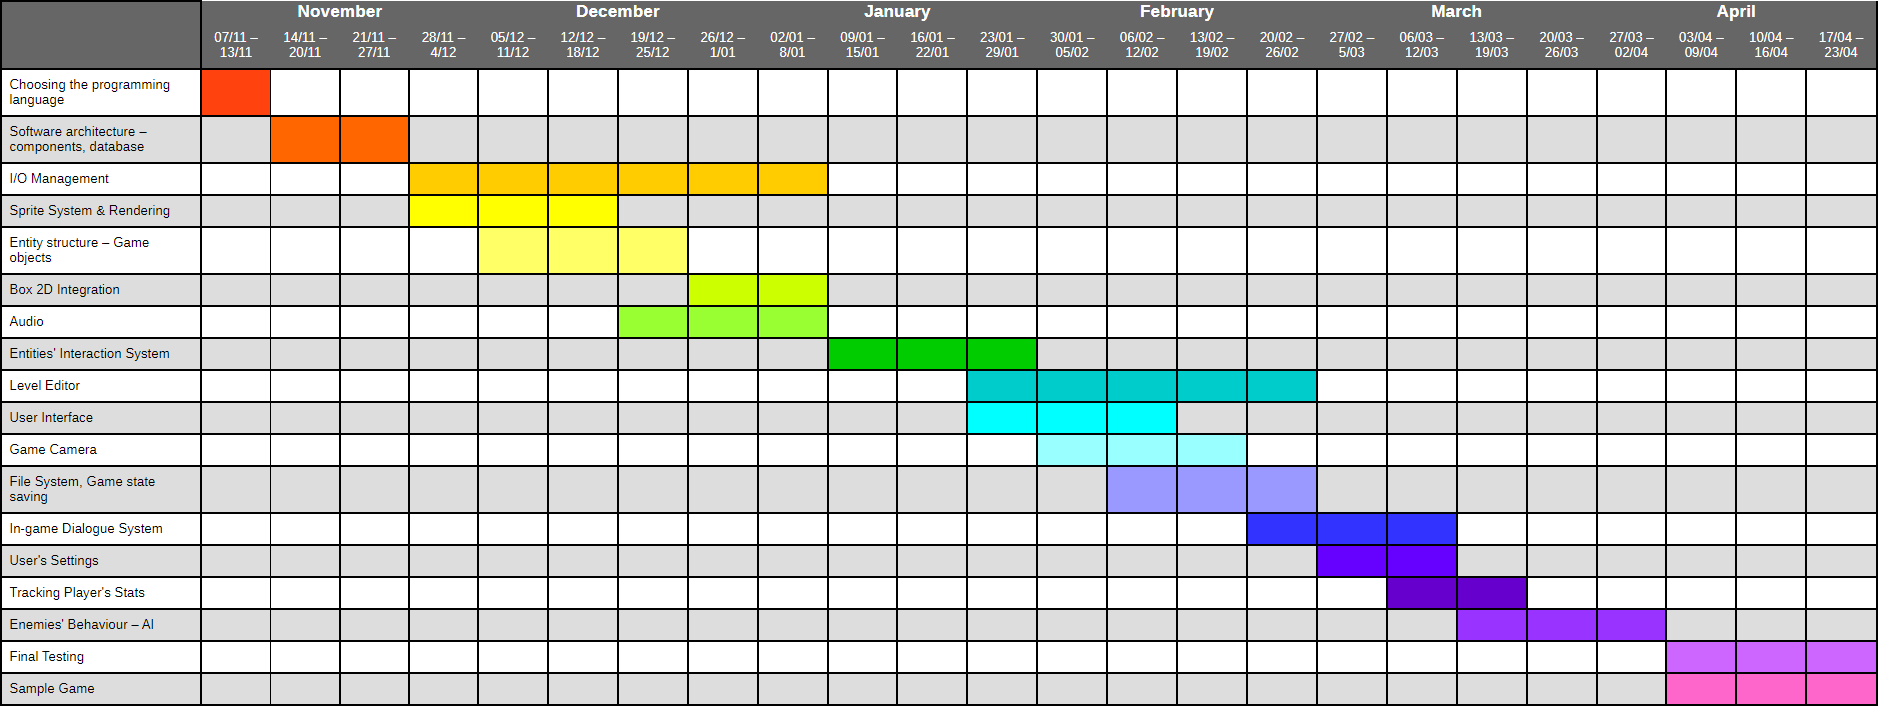 November December January February March April
07/11 – 14/11 – 21/11 – 28/11 – 05/12 – 12/12 – 19/12 – 26/12 – 02/01 – 09/01 – 16/01 – 23/01 – 30/01 – 06/02 – 13/02 – 20/02 – 27/02 – 06/03 – 13/03 – 20/03 – 27/03 – 03/04 – 10/04 – 17/04 –
13/11 20/11 27/11 4/12 11/12 18/12 25/12 1/01 8/01 15/01 22/01 29/01 05/02 12/02 19/02 26/02 5/03 12/03 19/03 26/03 02/04 09/04 16/04 23/04
Choosing the programming
language
Software architecture –
components, database
I/O Management
Sprite System & Rendering
Entity structure – Game
objects
Box 2D Integration
Audio
Entities' Interaction System
Level Editor
User Interface
Game Camera
File System, Game state
saving
In-game Dialogue System
User's Settings
Tracking Player's Stats
Enemies' Behaviour – AI
Final Testing
Sample Game